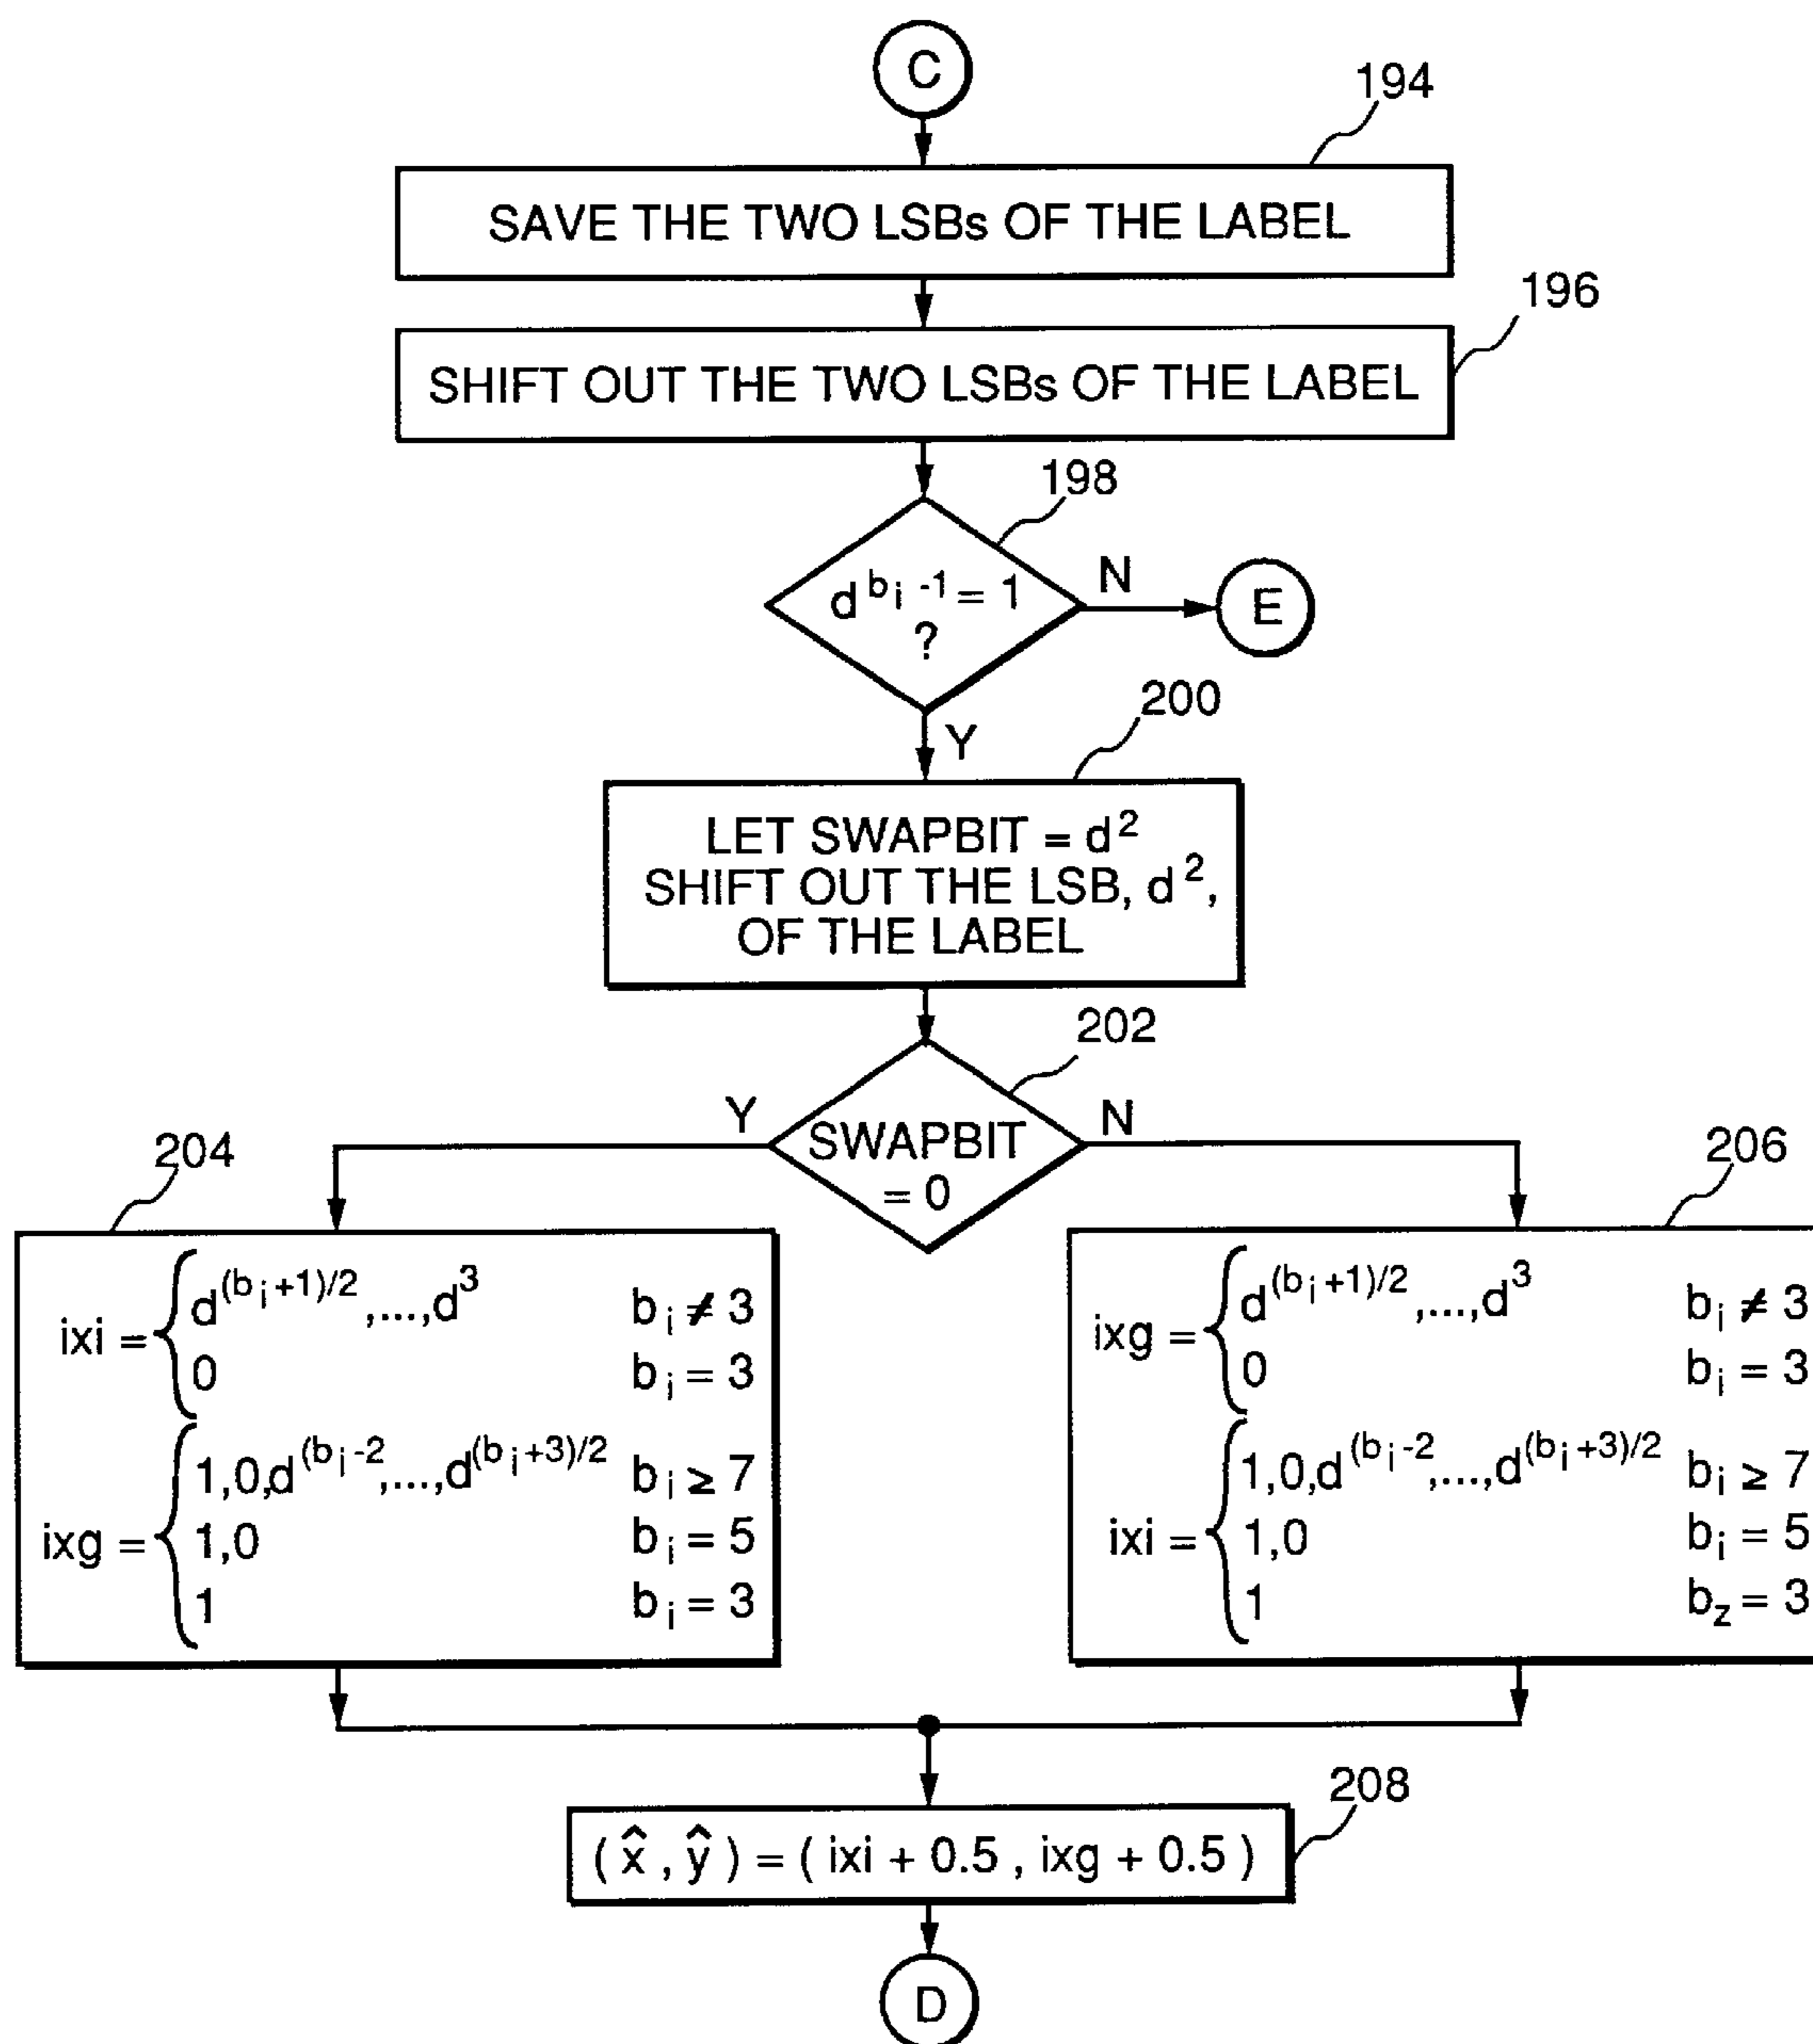 C
194
SAVE THE TWO LSBs OF THE LABEL
196
SHIFT OUT THE TWO LSBs OF THE LABEL
198
d^{b_i -1} = 1
?
N
E
Y
200
LET SWAPBIT = d^2
SHIFT OUT THE LSB, d^2,
OF THE LABEL
202
SWAPBIT
= 0
Y
N
204
ixi = { d^{(b_i +1)/2} ,...,d^3 b_i ≠ 3
0 b_i = 3
ixg = { 1,0,d^{(b_i -2} ,...,d^{(b_i +3)/2} b_i ≥ 7
1,0 b_i = 5
1 b_i = 3
206
ixg = { d^{(b_i +1)/2} ,...,d^3 b_i ≠ 3
0 b_i = 3
ixi = { 1,0,d^{(b_i -2} ,...,d^{(b_i +3)/2} b_i ≥ 7
1,0 b_i = 5
1 b_z = 3
208
( x̂ , ŷ ) = ( ixi + 0.5 , ixg + 0.5 )
D